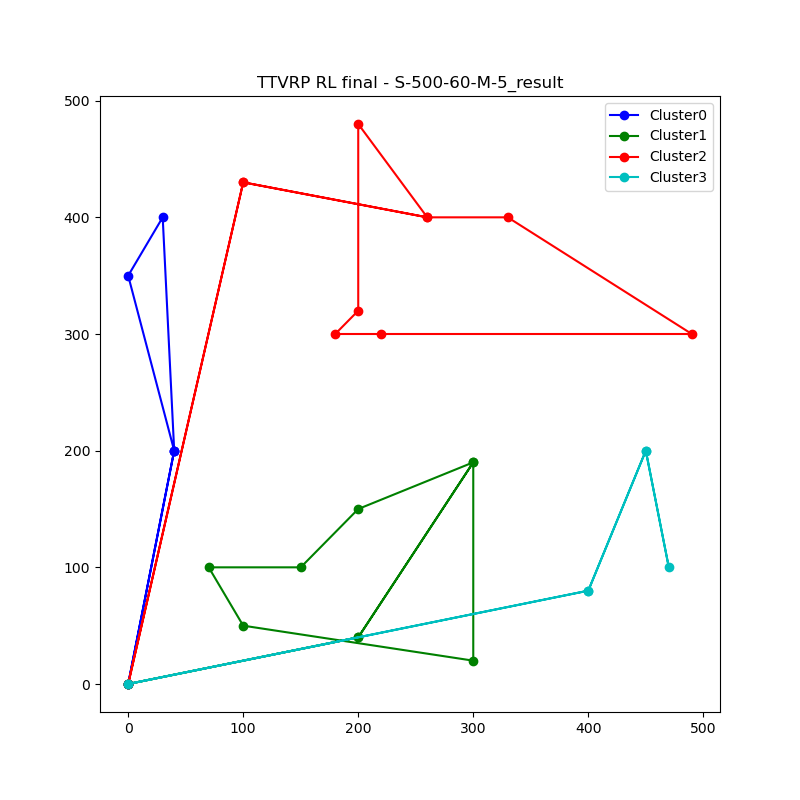 TTVRP RL final - S-500-60-M-5_result
Cluster0
Cluster1
Cluster2
Cluster3
500
400
300
200
100
0
0 100 200 300 400 500